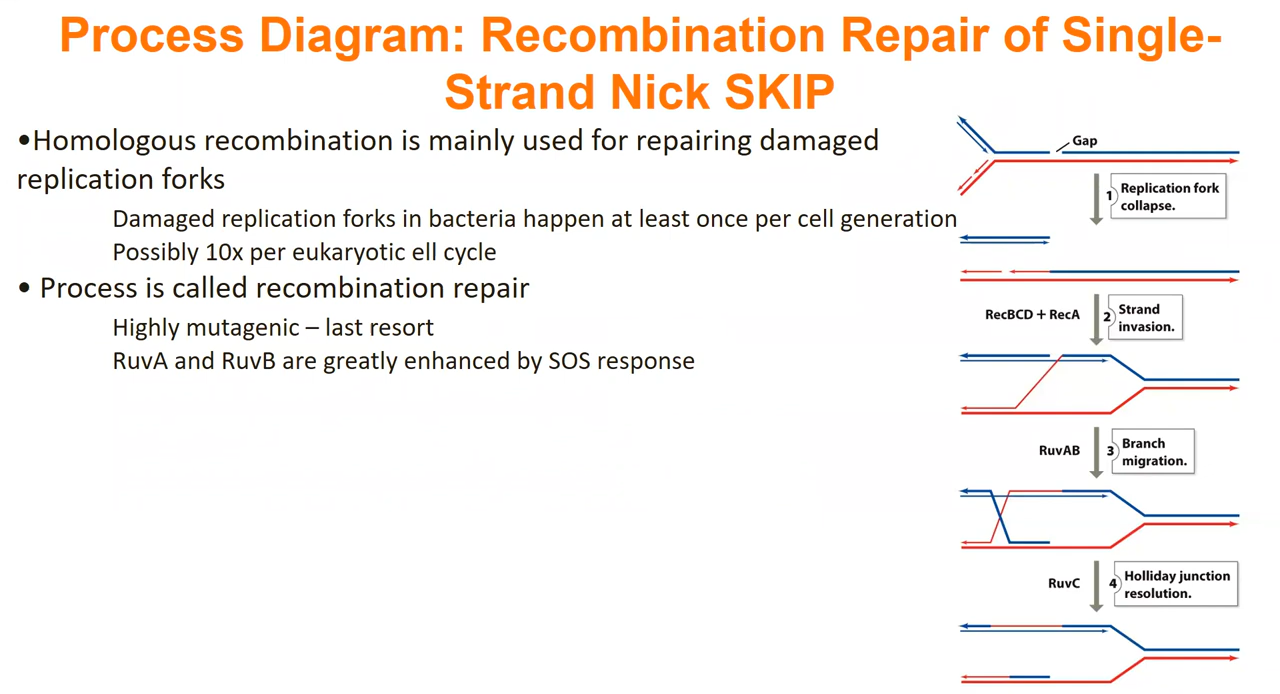 Process Diagram: Recombination Repair of Single-
Strand Nick SKIP
•Homologous recombination is mainly used for repairing damaged
replication forks
Damaged replication forks in bacteria happen at least once per cell generation
Possibly 10x per eukaryotic ell cycle
• Process is called recombination repair
Highly mutagenic – last resort
RuvA and RuvB are greatly enhanced by SOS response
Gap
1 Replication fork
collapse.
RecBCD + RecA
2 Strand
invasion.
RuvAB
3 Branch
migration.
RuvC
4 Holliday junction
resolution.